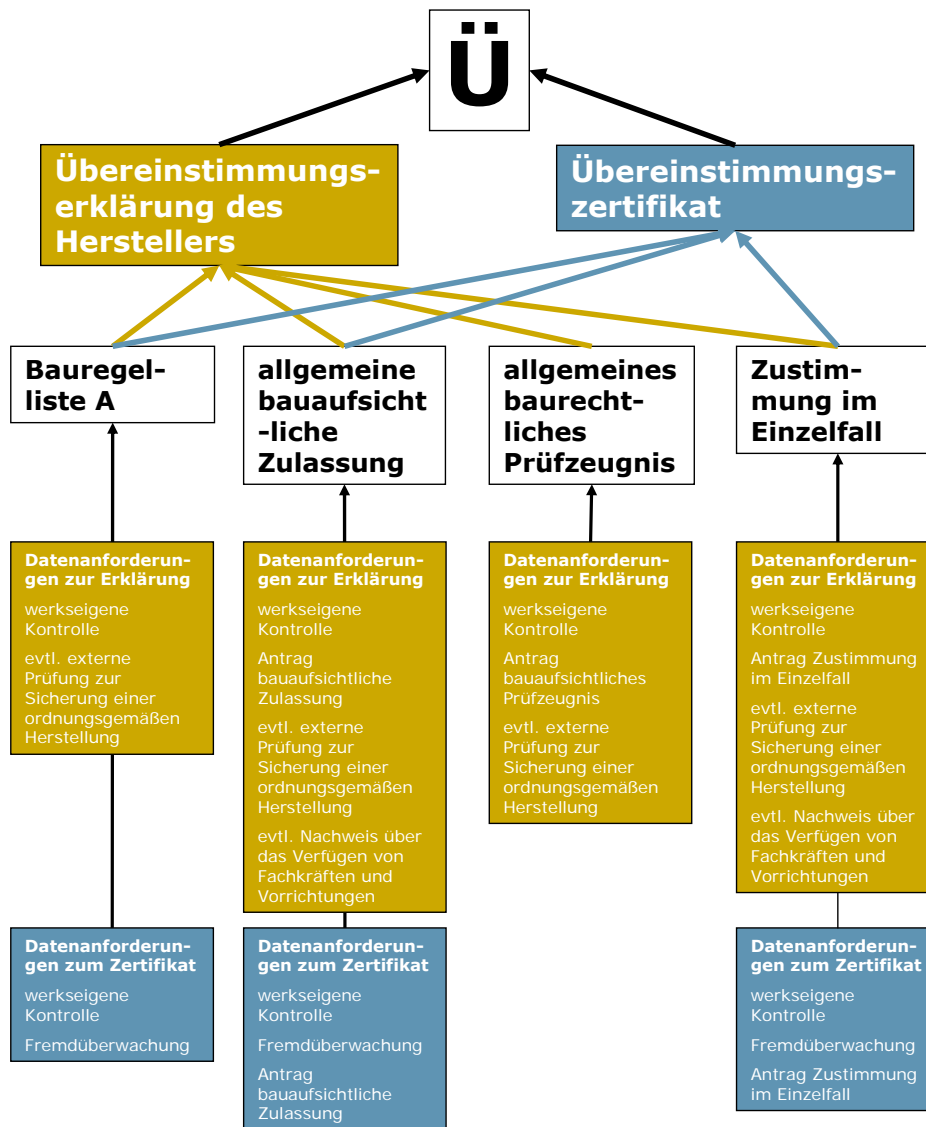 Ü
Übereinstimmungs-
erklärung des
Herstellers
Übereinstimmungs-
zertifikat
Bauregel-
liste A
allgemeine
bauaufsicht
-liche
Zulassung
allgemeines
baurecht-
liches
Prüfzeugnis
Zustim-
mung im
Einzelfall
Datenanforderun-
gen zur Erklärung
werkseigene
Kontrolle
evtl. externe
Prüfung zur
Sicherung einer
ordnungsgemäßen
Herstellung
Datenanforderun-
gen zur Erklärung
werkseigene
Kontrolle
Antrag
bauaufsichtliche
Zulassung
evtl. externe
Prüfung zur
Sicherung einer
ordnungsgemäßen
Herstellung
evtl. Nachweis über
das Verfügen von
Fachkräften und
Vorrichtungen
Datenanforderun-
gen zur Erklärung
werkseigene
Kontrolle
Antrag
bauaufsichtliches
Prüfzeugnis
evtl. externe
Prüfung zur
Sicherung einer
ordnungsgemäßen
Herstellung
Datenanforderun-
gen zur Erklärung
werkseigene
Kontrolle
Antrag Zustimmung
im Einzelfall
evtl. externe
Prüfung zur
Sicherung einer
ordnungsgemäßen
Herstellung
evtl. Nachweis über
das Verfügen von
Fachkräften und
Vorrichtungen
Datenanforderun-
gen zum Zertifikat
werkseigene
Kontrolle
Fremdüberwachung
Datenanforderun-
gen zum Zertifikat
werkseigene
Kontrolle
Fremdüberwachung
Antrag
bauaufsichtliche
Zulassung
Datenanforderun-
gen zum Zertifikat
werkseigene
Kontrolle
Fremdüberwachung
Antrag Zustimmung
im Einzelfall